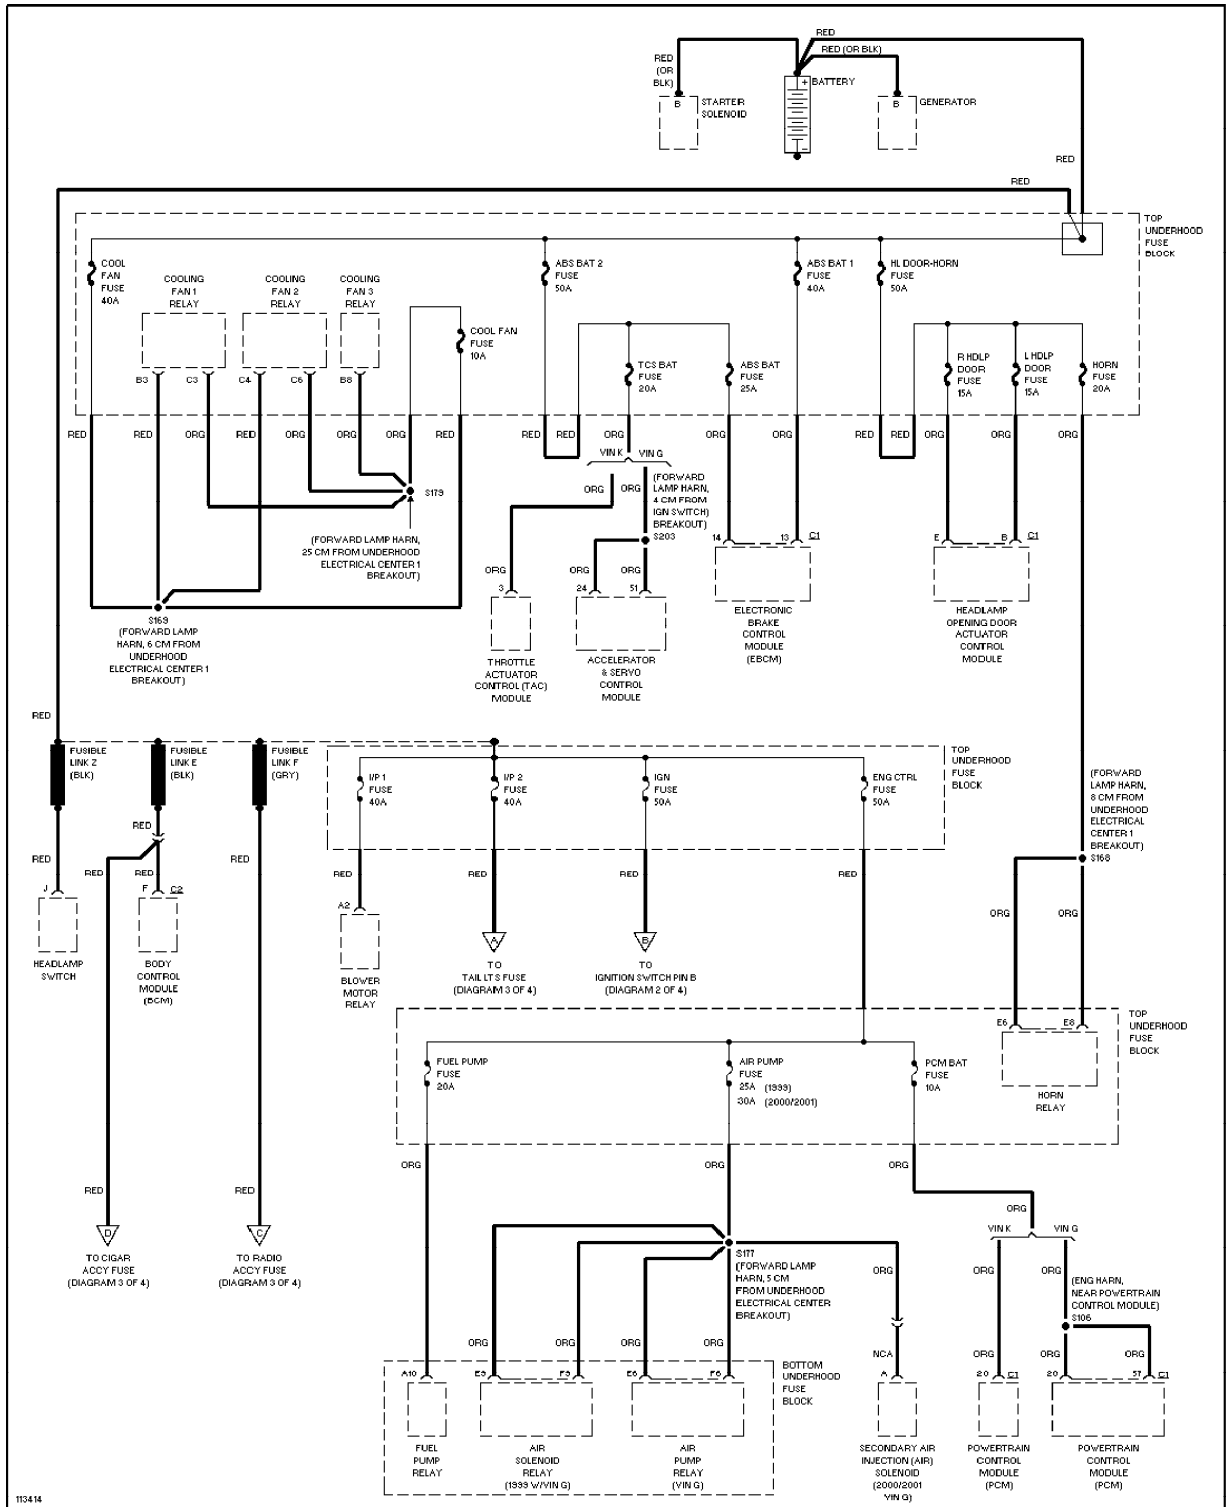 RED
RED (OR BLK)
RED
(OR
BLK)
+ BATTERY
-
B
STARTEIR
SOLENOID
B
GENERATOR
RED
RED
TOP
UNDERHOOD
FUSE
BLOCK
COOL
FAN
FUSE
40A
COOLING
FAN 1
RELAY
COOLING
FAN 2
RELAY
COOLING
FAN 3
RELAY
ABS BAT 2
FUSE
50A
ABS BAT 1
FUSE
40A
HL DOOR-HORN
FUSE
50A
COOL FAN
FUSE
10A
TCS BAT
FUSE
20A
ABS BAT
FUSE
25A
R HDLP
DOOR
FUSE
15A
L HDLP
DOOR
FUSE
15A
HORN
FUSE
20A
B3 C3 C4 C6 B8
RED RED ORG RED ORG ORG ORG RED RED RED ORG ORG ORG RED RED ORG ORG ORG
VIN K VIN G
ORG ORG
(FORWARD
LAMP HARN,
4 CM FROM
IGN SWITCH)
BREAKOUT)
S203
S179
(FORWARD LAMP HARN,
25 CM FROM UNDERHOOD
ELECTRICAL CENTER 1
BREAKOUT)
14 13 C1
E B C1
ORG ORG ORG
3 24 51
S169
(FORWARD LAMP
HARN, 6 CM FROM
UNDERHOOD
ELECTRICAL CENTER 1
BREAKOUT)
THROTTLE
ACTUATOR
CONTROL (TAC)
MODULE
ACCELERATOR
& SERVO
CONTROL
MODULE
ELECTRONIC
BRAKE
CONTROL
MODULE
(EBCM)
HEADLAMP
OPENING DOOR
ACTUATOR
CONTROL
MODULE
RED
FUSIBLE
LINK Z
(BLK)
FUSIBLE
LINK E
(BLK)
FUSIBLE
LINK F
(GRY)
I/P 1
FUSE
40A
I/P 2
FUSE
40A
IGN
FUSE
50A
ENG CTRL
FUSE
50A
TOP
UNDERHOOD
FUSE
BLOCK
(FORWARD
LAMP HARN,
8 CM FROM
UNDERHOOD
ELECTRICAL
CENTER 1
BREAKOUT)
S168
RED
RED RED RED RED RED RED RED RED
J F C2
A2
ORG ORG
HEADLAMP
SWITCH
BODY
CONTROL
MODULE
(BCM)
BLOWER
MOTOR
RELAY
A
TO
TAIL LTS FUSE
(DIAGRAM 3 OF 4)
B
TO
IGNITION SWITCH PIN B
(DIAGRAM 2 OF 4)
TOP
UNDERHOOD
FUSE
BLOCK
E6 E8
HORN
RELAY
FUEL PUMP
FUSE
20A
AIR PUMP
FUSE
25A (1999)
30A (2000/2001)
PCM BAT
FUSE
10A
ORG ORG ORG
RED RED
D
TO CIGAR
ACCY FUSE
(DIAGRAM 3 OF 4)
C
TO RADIO
ACCY FUSE
(DIAGRAM 3 OF 4)
ORG
VIN K VIN G
S177
(FORWARD LAMP
HARN, 5 CM
FROM UNDERHOOD
ELECTRICAL CENTER
BREAKOUT)
ORG ORG ORG
(ENG HARN,
NEAR POWERTRAIN
CONTROL MODULE)
S106
ORG ORG ORG ORG NCA ORG ORG ORG
BOTTOM
UNDERHOOD
FUSE
BLOCK
A10 E9 F9 E6 F6 A 20 C1 20 57 C1
FUEL
PUMP
RELAY
AIR
SOLENOID
RELAY
(1999 W/VIN G)
AIR
PUMP
RELAY
(VIN G)
SECONDARY AIR
INJECTION (AIR)
SOLENOID
(2000/2001
VIN G)
POWERTRAIN
CONTROL
MODULE
(PCM)
POWERTRAIN
CONTROL
MODULE
(PCM)
113414